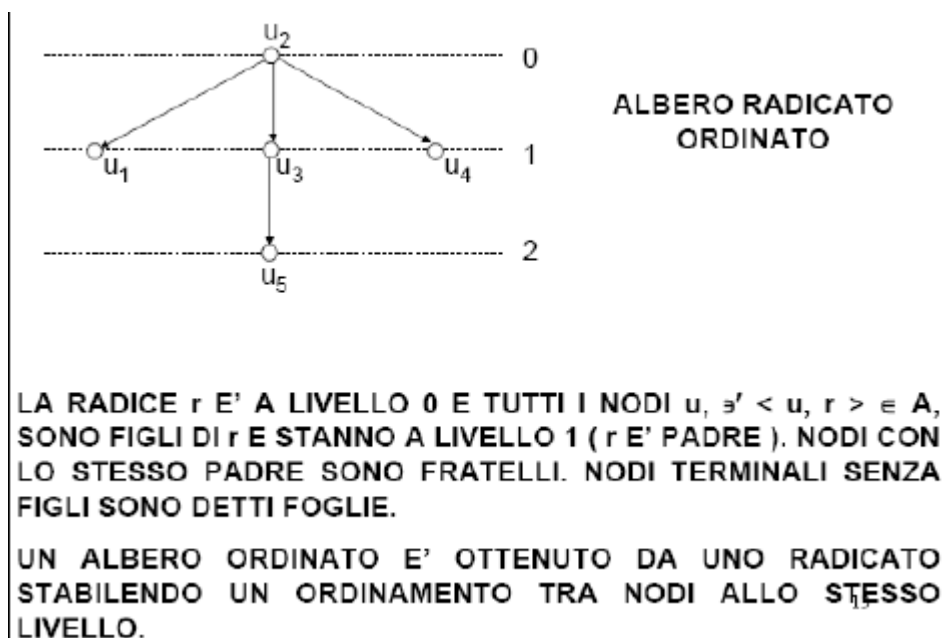 u2
0
ALBERO RADICATO
ORDINATO
1
u1
u3
u4
2
u5
LA RADICE r E' A LIVELLO 0 E TUTTI I NODI u, ∍' < u, r > ∈ A,
SONO FIGLI DI r E STANNO A LIVELLO 1 ( r E' PADRE ). NODI CON
LO STESSO PADRE SONO FRATELLI. NODI TERMINALI SENZA
FIGLI SONO DETTI FOGLIE.
UN ALBERO ORDINATO E' OTTENUTO DA UNO RADICATO
STABILENDO UN ORDINAMENTO TRA NODI ALLO STESSO
LIVELLO.